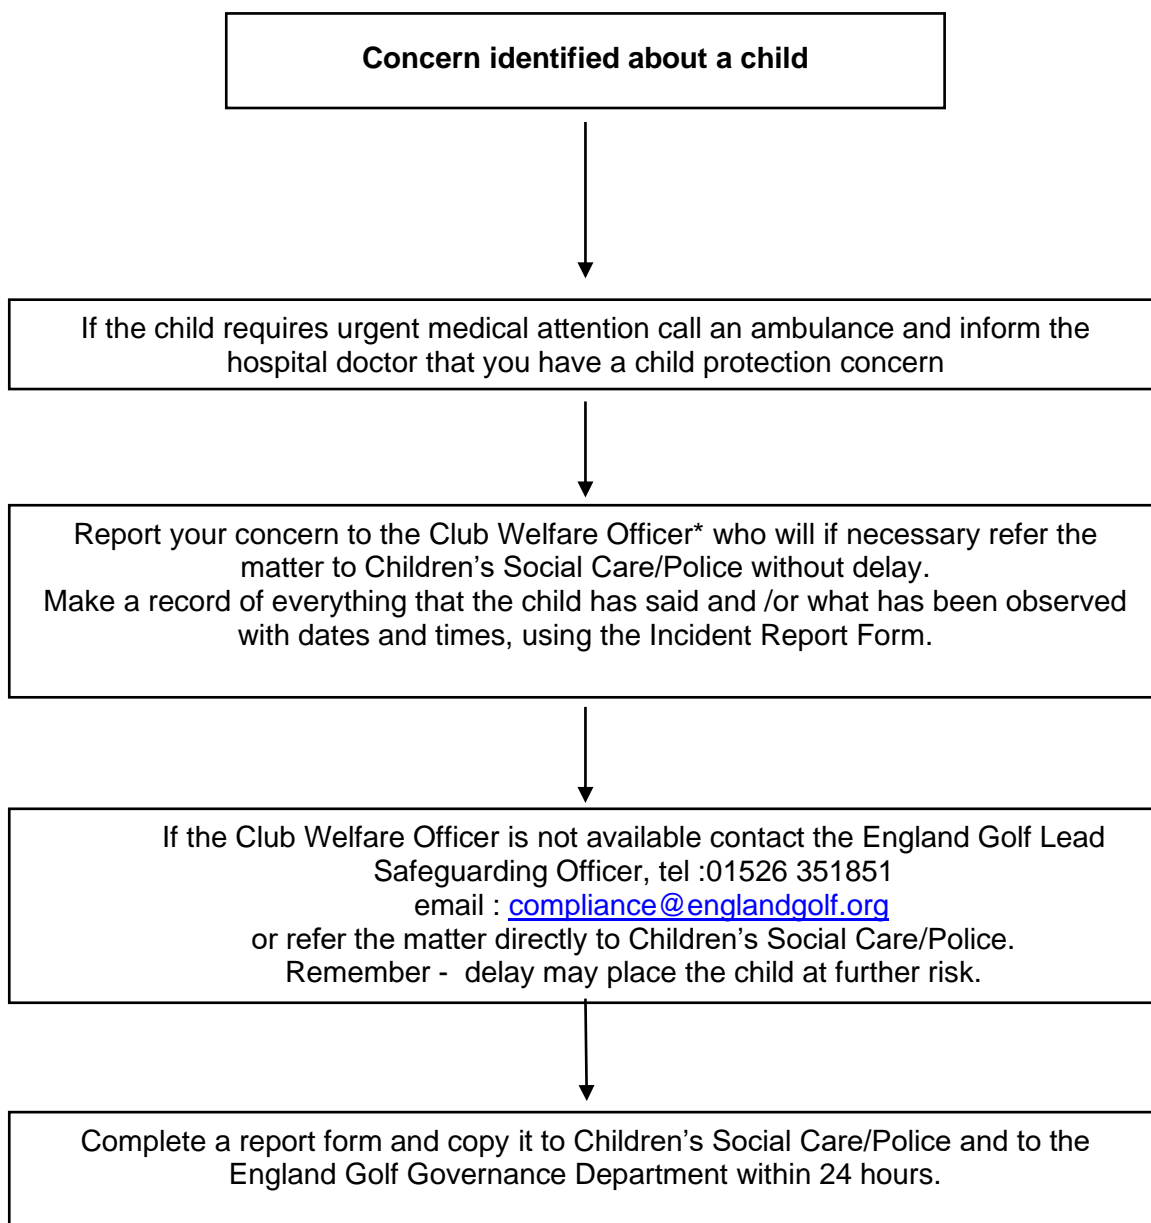 Concern identified about a child
If the child requires urgent medical attention call an ambulance and inform the
hospital doctor that you have a child protection concern
Report your concern to the Club Welfare Officer* who will if necessary refer the
matter to Children’s Social Care/Police without delay.
Make a record of everything that the child has said and /or what has been observed
with dates and times, using the Incident Report Form.
If the Club Welfare Officer is not available contact the England Golf Lead
Safeguarding Officer, tel :01526 351851
email : compliance@englandgolf.org
or refer the matter directly to Children’s Social Care/Police.
Remember -  delay may place the child at further risk.
Complete a report form and copy it to Children’s Social Care/Police and to the
England Golf Governance Department within 24 hours.